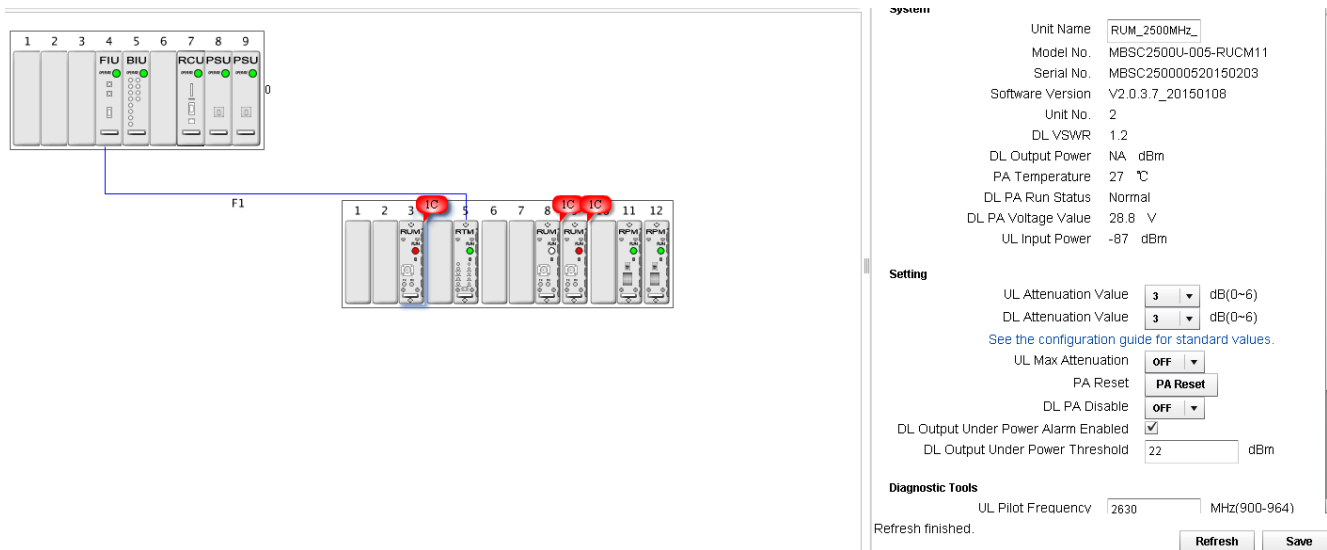 1 2 3 4 5 6 7 8 9
FIU BIU RCU PSU PSU
0
F1
1C 1C 1C
1 2 3 5 6 7 8 11 12
RUM RTM RUM RUM RPM RPM
RUN RUN RUN RUN RUN RUN
System
Unit Name RUM_2500MHz_
Model No. MBSC2500U-005-RUCM11
Serial No. MBSC250000520150203
Software Version V2.0.3.7_20150108
Unit No. 2
DL VSWR 1.2
DL Output Power NA dBm
PA Temperature 27 ℃
DL PA Run Status Normal
DL PA Voltage Value 28.8 V
UL Input Power -87 dBm
Setting
UL Attenuation Value 3 dB(0~6)
DL Attenuation Value 3 dB(0~6)
See the configuration guide for standard values.
UL Max Attenuation OFF
PA Reset PA Reset
DL PA Disable OFF
DL Output Under Power Alarm Enabled
DL Output Under Power Threshold 22 dBm
Diagnostic Tools
UL Pilot Frequency 2630 MHz(900-964)
Refresh finished.
Refresh Save